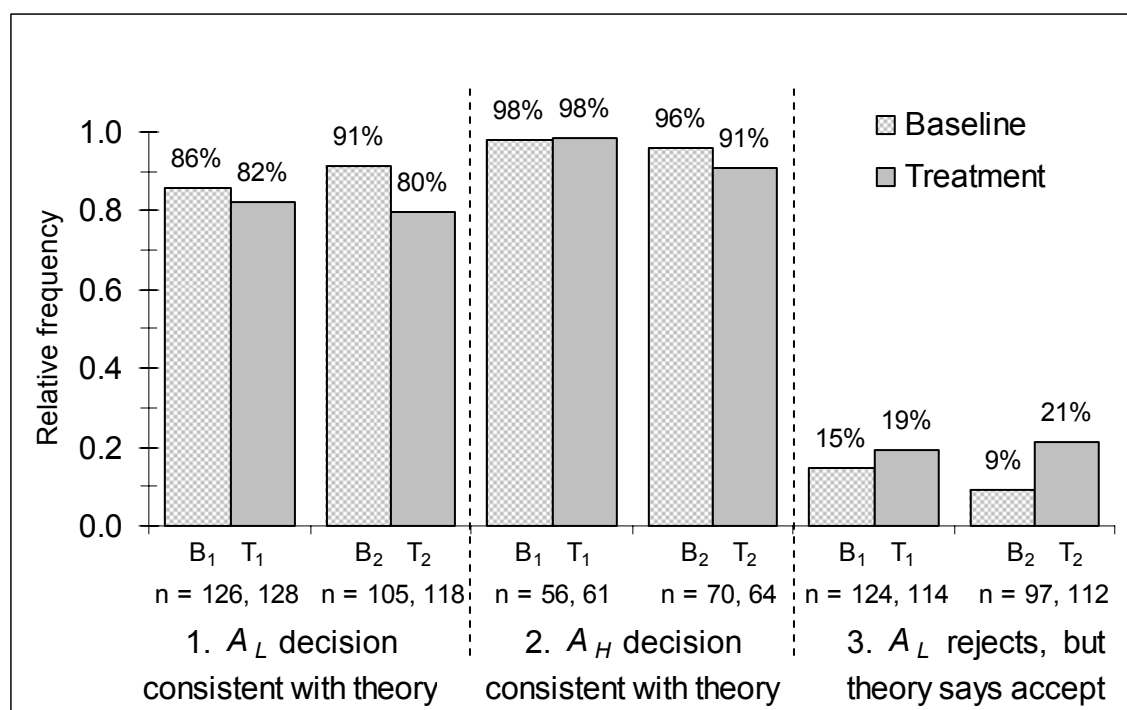 98% 98%
96%
91%
91%
86%
82%
80%
Baseline
Treatment
Relative frequency
1.0
0.8
0.6
0.4
0.2
0.0
15%
19%
9%
21%
B₁ T₁ B₂ T₂ B₁ T₁ B₂ T₂ B₁ T₁ B₂ T₂
n = 126, 128 n = 105, 118 n = 56, 61 n = 70, 64 n = 124, 114 n = 97, 112
1. A L decision
consistent with theory
2. A H decision
consistent with theory
3. A L rejects, but
theory says accept